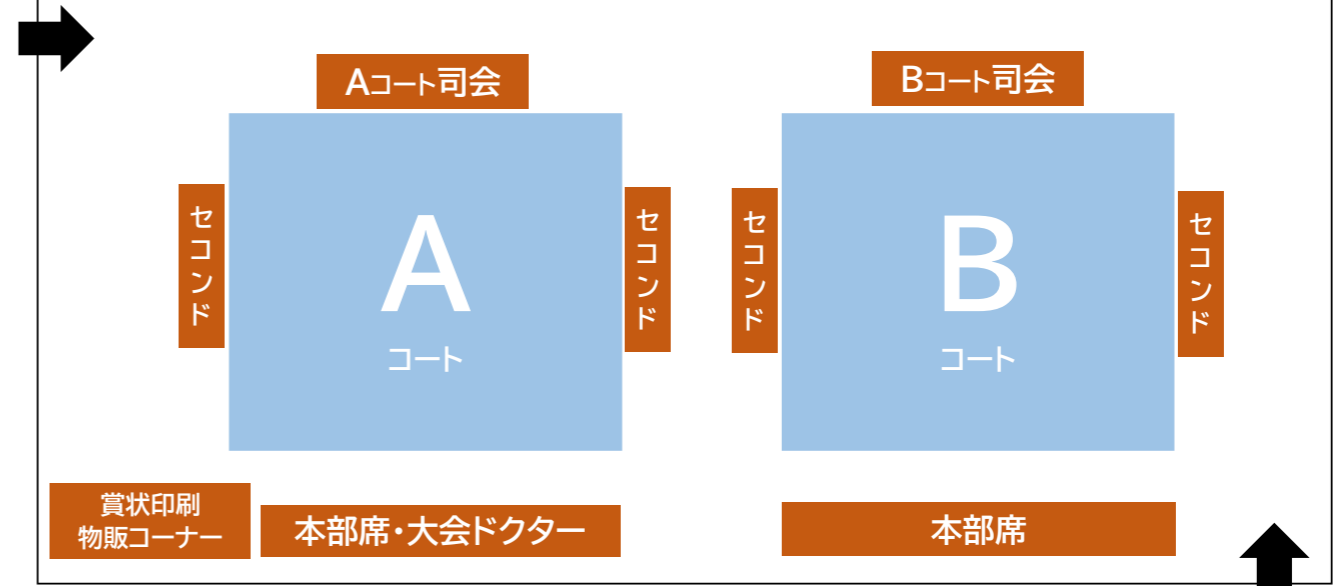 Aコート司会
Bコート司会
セコンド
A
コート
セコンド
セコンド
B
コート
セコンド
賞状印刷
物販コーナー
本部席・大会ドクター
本部席